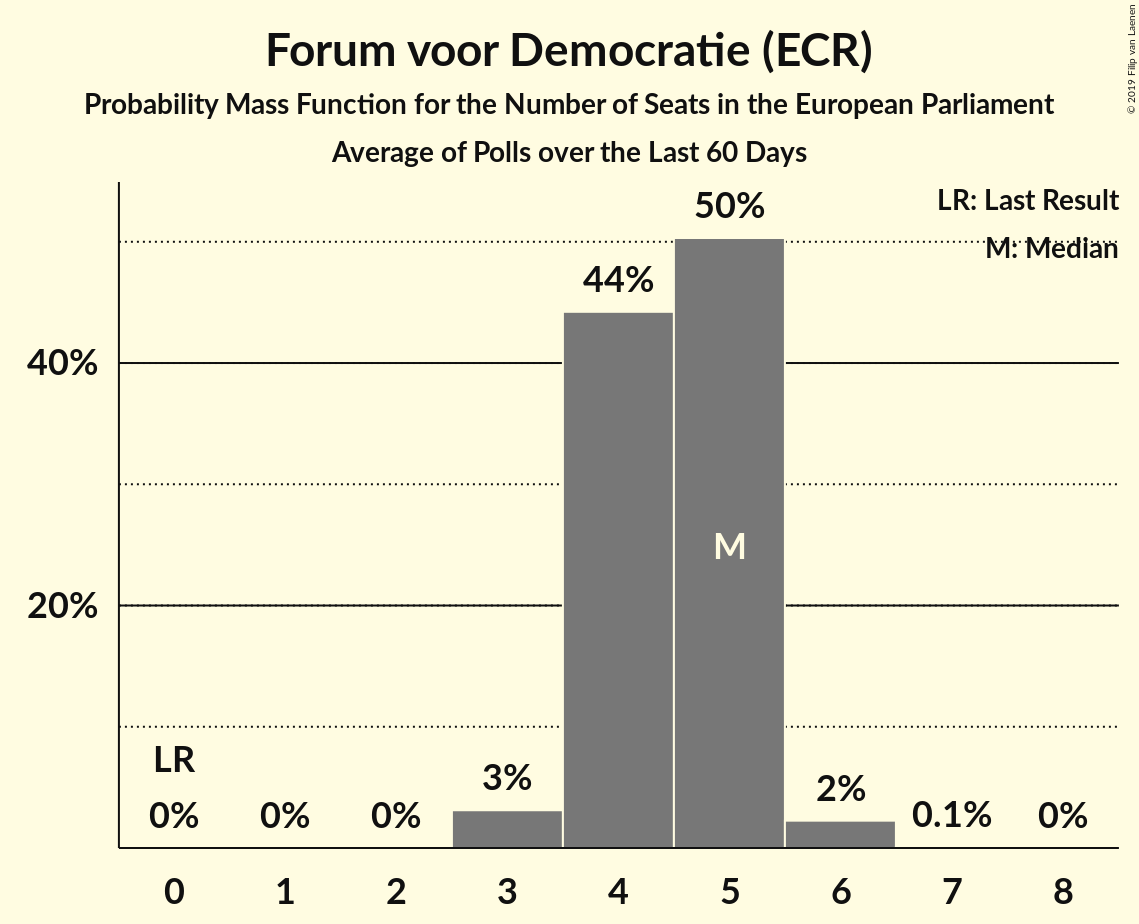 Forum voor Democratie (ECR)
Probability Mass Function for the Number of Seats in the European Parliament
Average of Polls over the Last 60 Days
© 2019 Filip van Laenen
LR: Last Result
M: Median
50%
44%
40%
M
20%
LR
0%
0%
0%
3%
2%
0.1%
0%
0 1 2 3 4 5 6 7 8